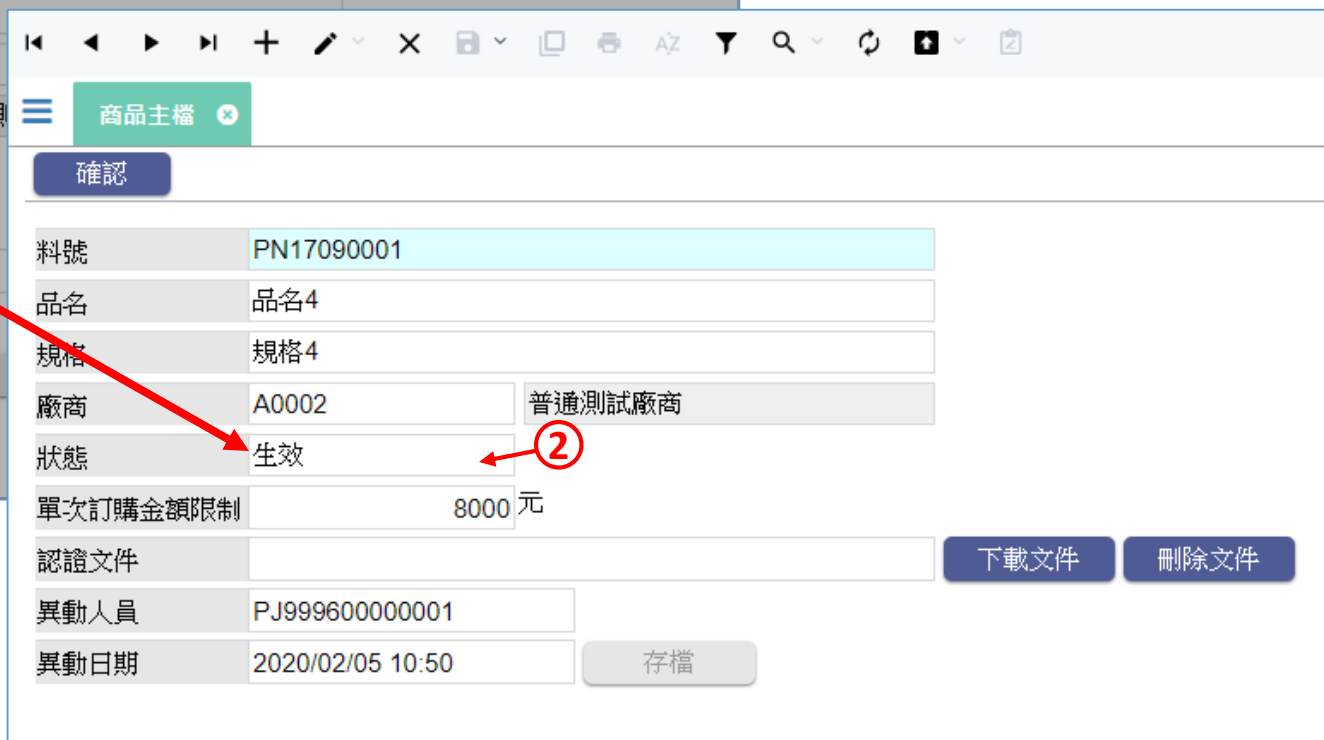 商品主檔
確認
料號 PN17090001
品名 品名4
規格 規格4
廠商 A0002 普通測試廠商
狀態 生效 ②
單次訂購金額限制 8000 元
認證文件 下載文件 刪除文件
異動人員 PJ999600000001
異動日期 2020/02/05 10:50 存檔